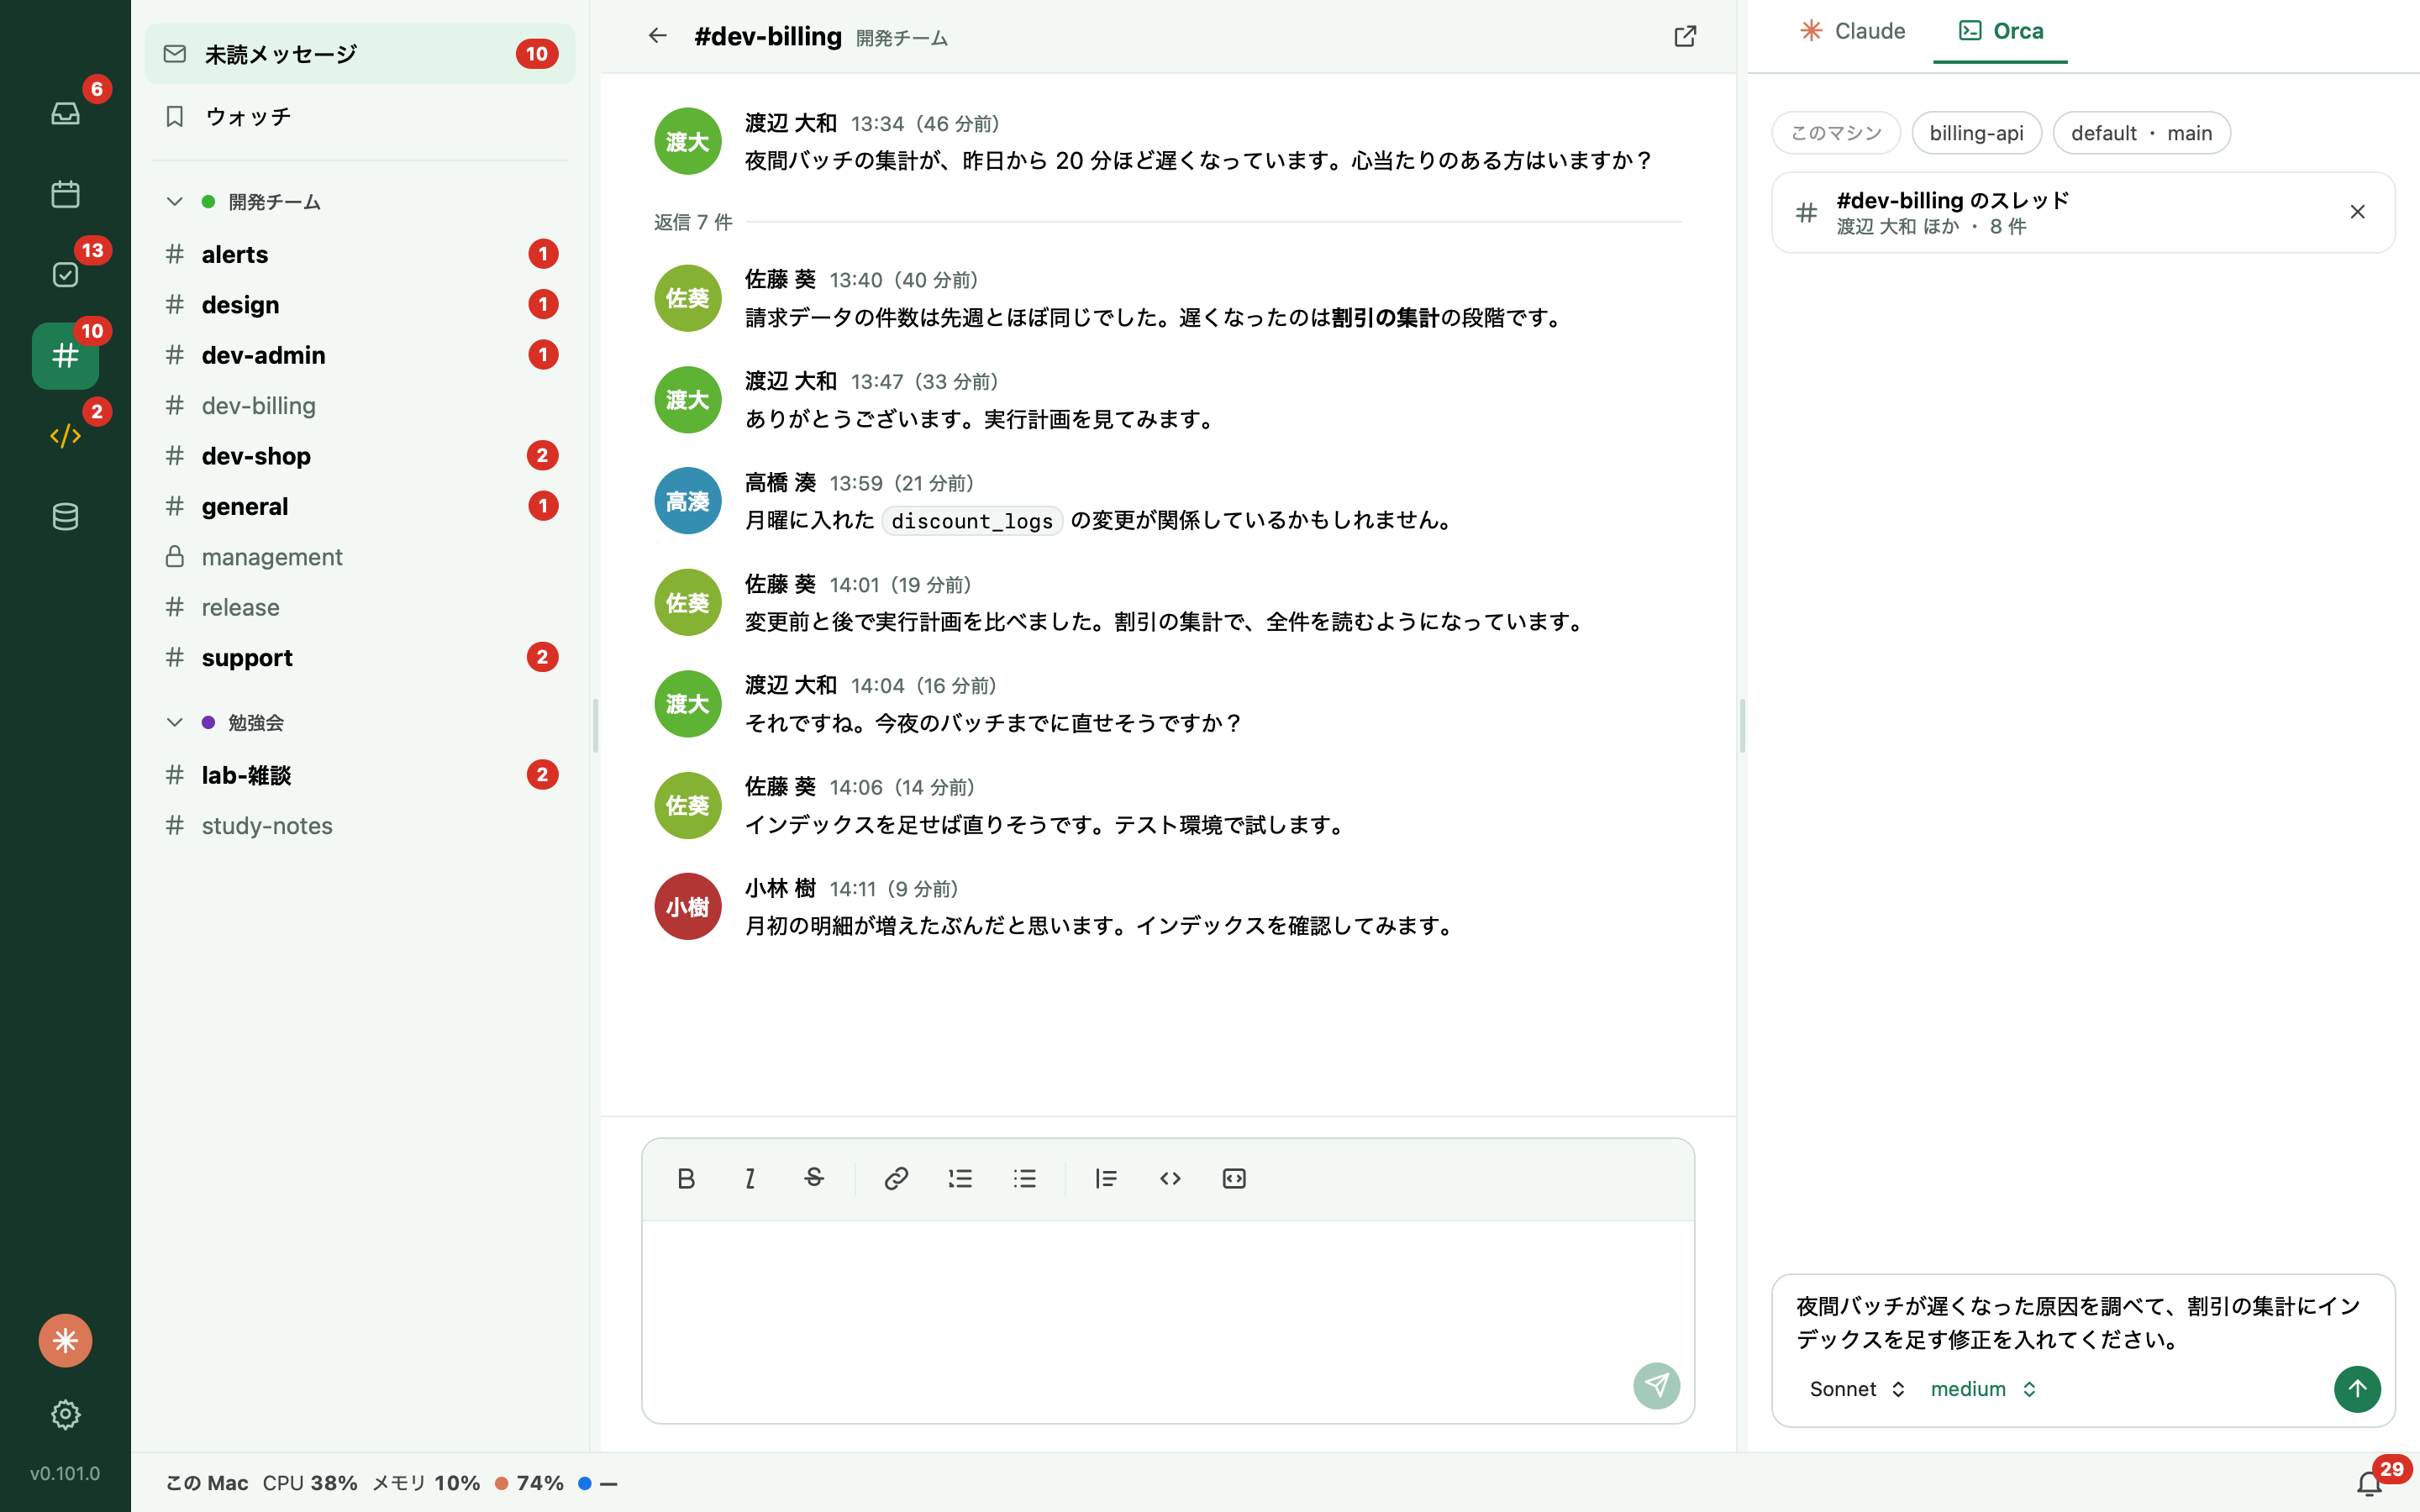 6
13
10
2
v0.101.0
未読メッセージ 10
ウォッチ
開発チーム
# alerts 1
# design 1
# dev-admin 1
# dev-billing
# dev-shop 2
# general 1
management
# release
# support 2
勉強会
# lab-雑談 2
# study-notes
#dev-billing 開発チーム
渡大
渡辺 大和 13:34（46 分前）
夜間バッチの集計が、昨日から 20 分ほど遅くなっています。心当たりのある方はいますか？
返信 7 件
佐葵
佐藤 葵 13:40（40 分前）
請求データの件数は先週とほぼ同じでした。遅くなったのは割引の集計の段階です。
渡大
渡辺 大和 13:47（33 分前）
ありがとうございます。実行計画を見てみます。
高湊
高橋 湊 13:59（21 分前）
月曜に入れた discount_logs の変更が関係しているかもしれません。
佐葵
佐藤 葵 14:01（19 分前）
変更前と後で実行計画を比べました。割引の集計で、全件を読むようになっています。
渡大
渡辺 大和 14:04（16 分前）
それですね。今夜のバッチまでに直せそうですか？
佐葵
佐藤 葵 14:06（14 分前）
インデックスを足せば直りそうです。テスト環境で試します。
小樹
小林 樹 14:11（9 分前）
月初の明細が増えたぶんだと思います。インデックスを確認してみます。
Claude Orca
このマシン billing-api default · main
#dev-billing のスレッド
渡辺 大和 ほか · 8 件
夜間バッチが遅くなった原因を調べて、割引の集計にイン
デックスを足す修正を入れてください。
Sonnet medium
この Mac CPU 38% メモリ 10% 74% —
29